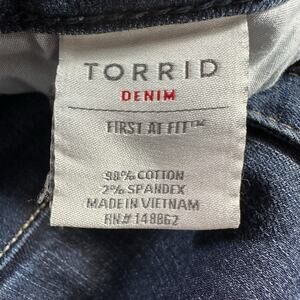 TORRID
DENIM
FIRST AT FIT™
98% COTTON
2% SPANDEX
MADE IN VIETNAM
RN# 148862